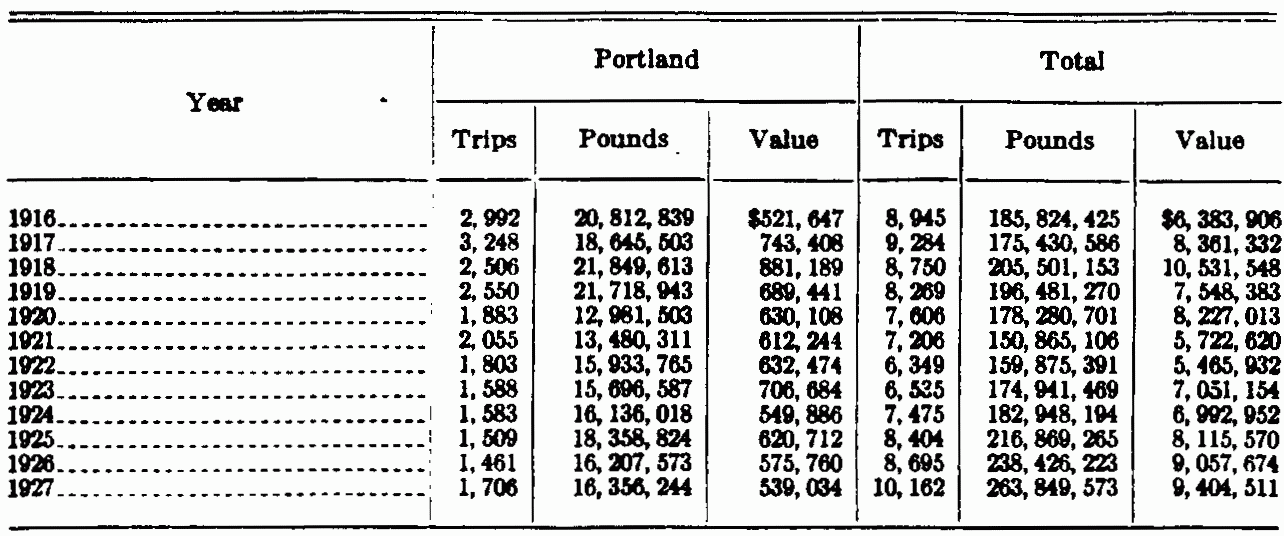 Year Portland Total
Trips Pounds Value Trips Pounds Value
1916 2,992 20,812,839 $521,647 8,945 185,824,425 $6,383,906
1917 3,248 18,645,503 743,408 9,284 175,430,586 8,361,332
1918 2,506 21,849,613 881,189 8,750 205,501,153 10,531,548
1919 2,550 21,718,943 689,441 8,269 196,481,270 7,548,383
1920 1,883 12,981,503 630,108 7,606 178,280,701 8,227,013
1921 2,055 13,480,311 612,244 7,206 150,865,106 5,722,620
1922 1,803 15,933,765 632,474 6,349 159,875,391 5,465,932
1923 1,588 15,696,587 706,684 6,535 174,941,469 7,051,154
1924 1,583 16,136,018 549,886 7,475 182,948,194 6,992,952
1925 1,509 18,358,824 620,712 8,404 216,869,265 8,115,570
1926 1,461 16,207,573 575,760 8,695 238,426,223 9,057,674
1927 1,706 16,356,244 539,034 10,162 263,849,573 9,404,511